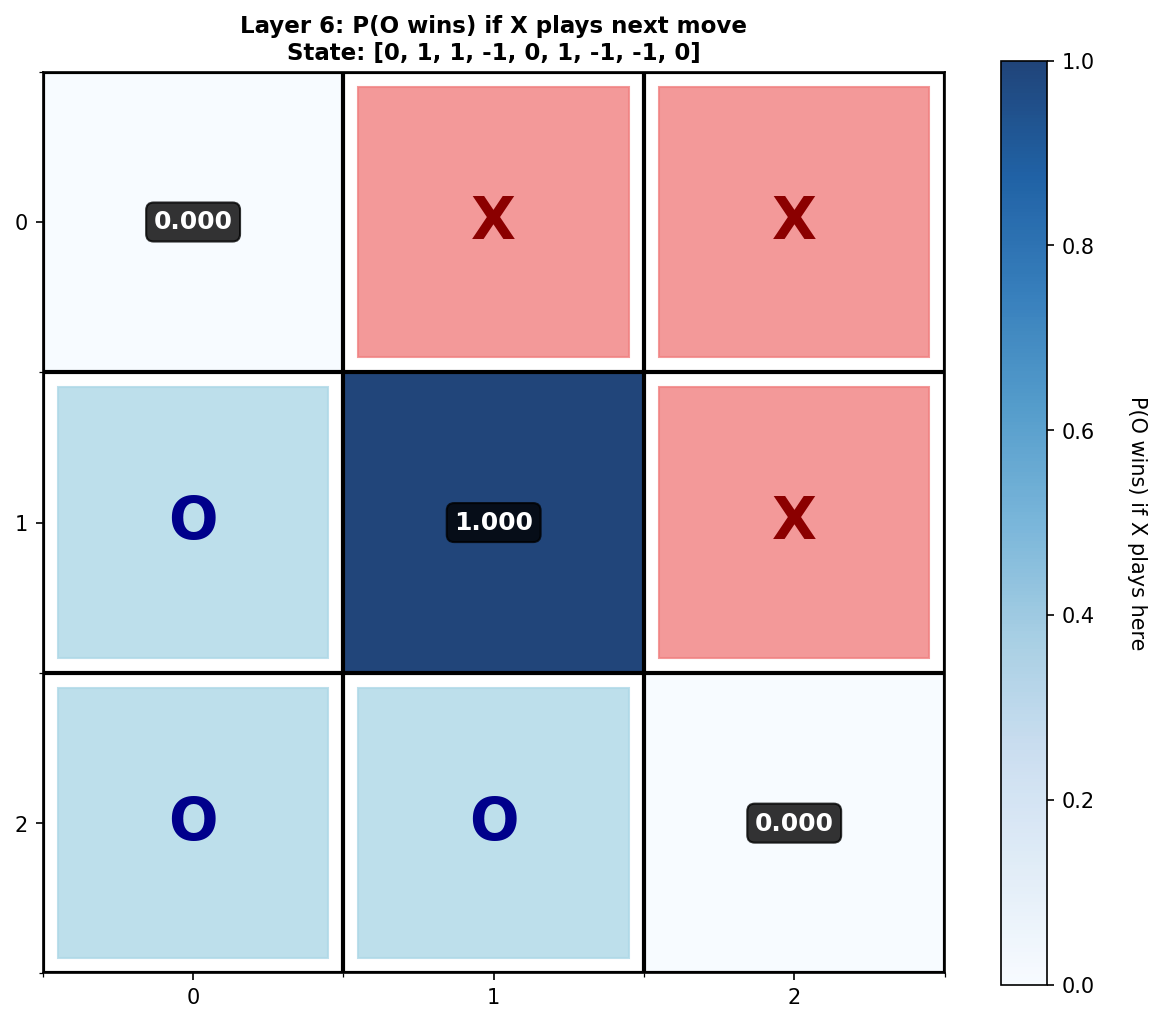 Layer 6: P(O wins) if X plays next move
State: [0, 1, 1, -1, 0, 1, -1, -1, 0]
0
0.000
X
X
1
O
1.000
X
2
O
O
0.000
0
1
2
1.0
0.8
0.6
0.4
0.2
0.0
P(O wins) if X plays here